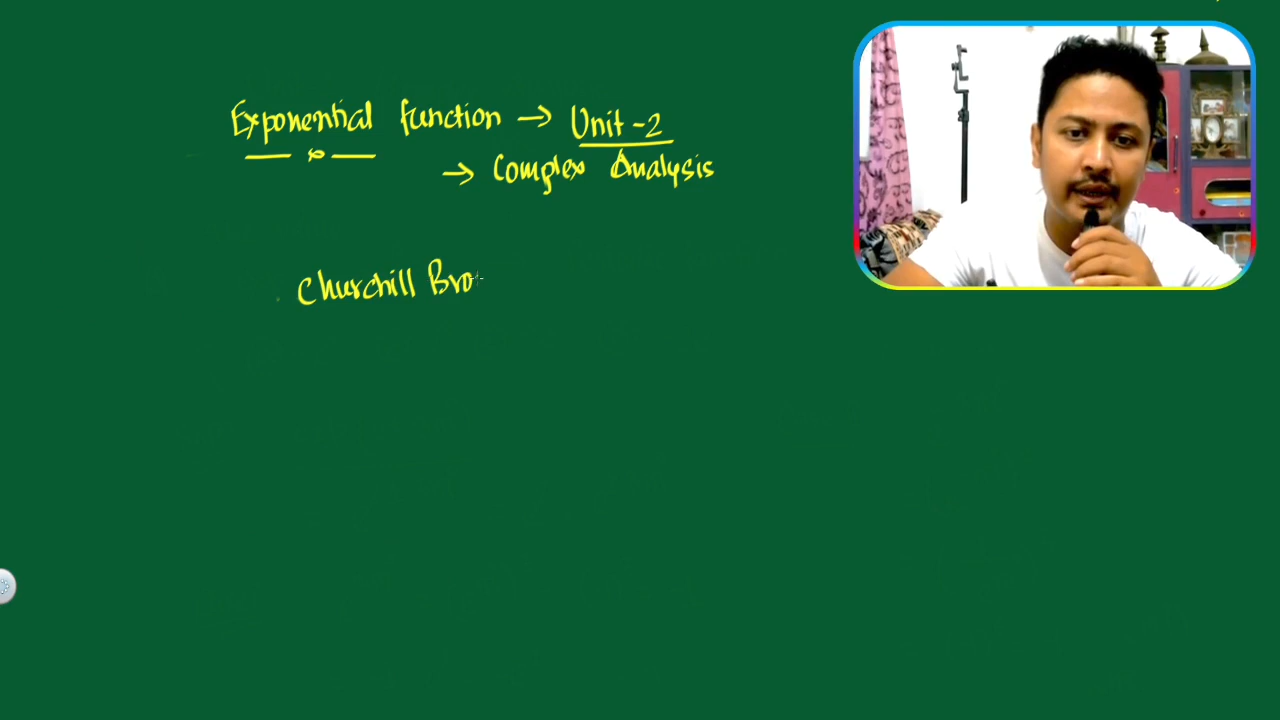 Exponential function → Unit-2
→ Complex Analysis
Churchill Bro